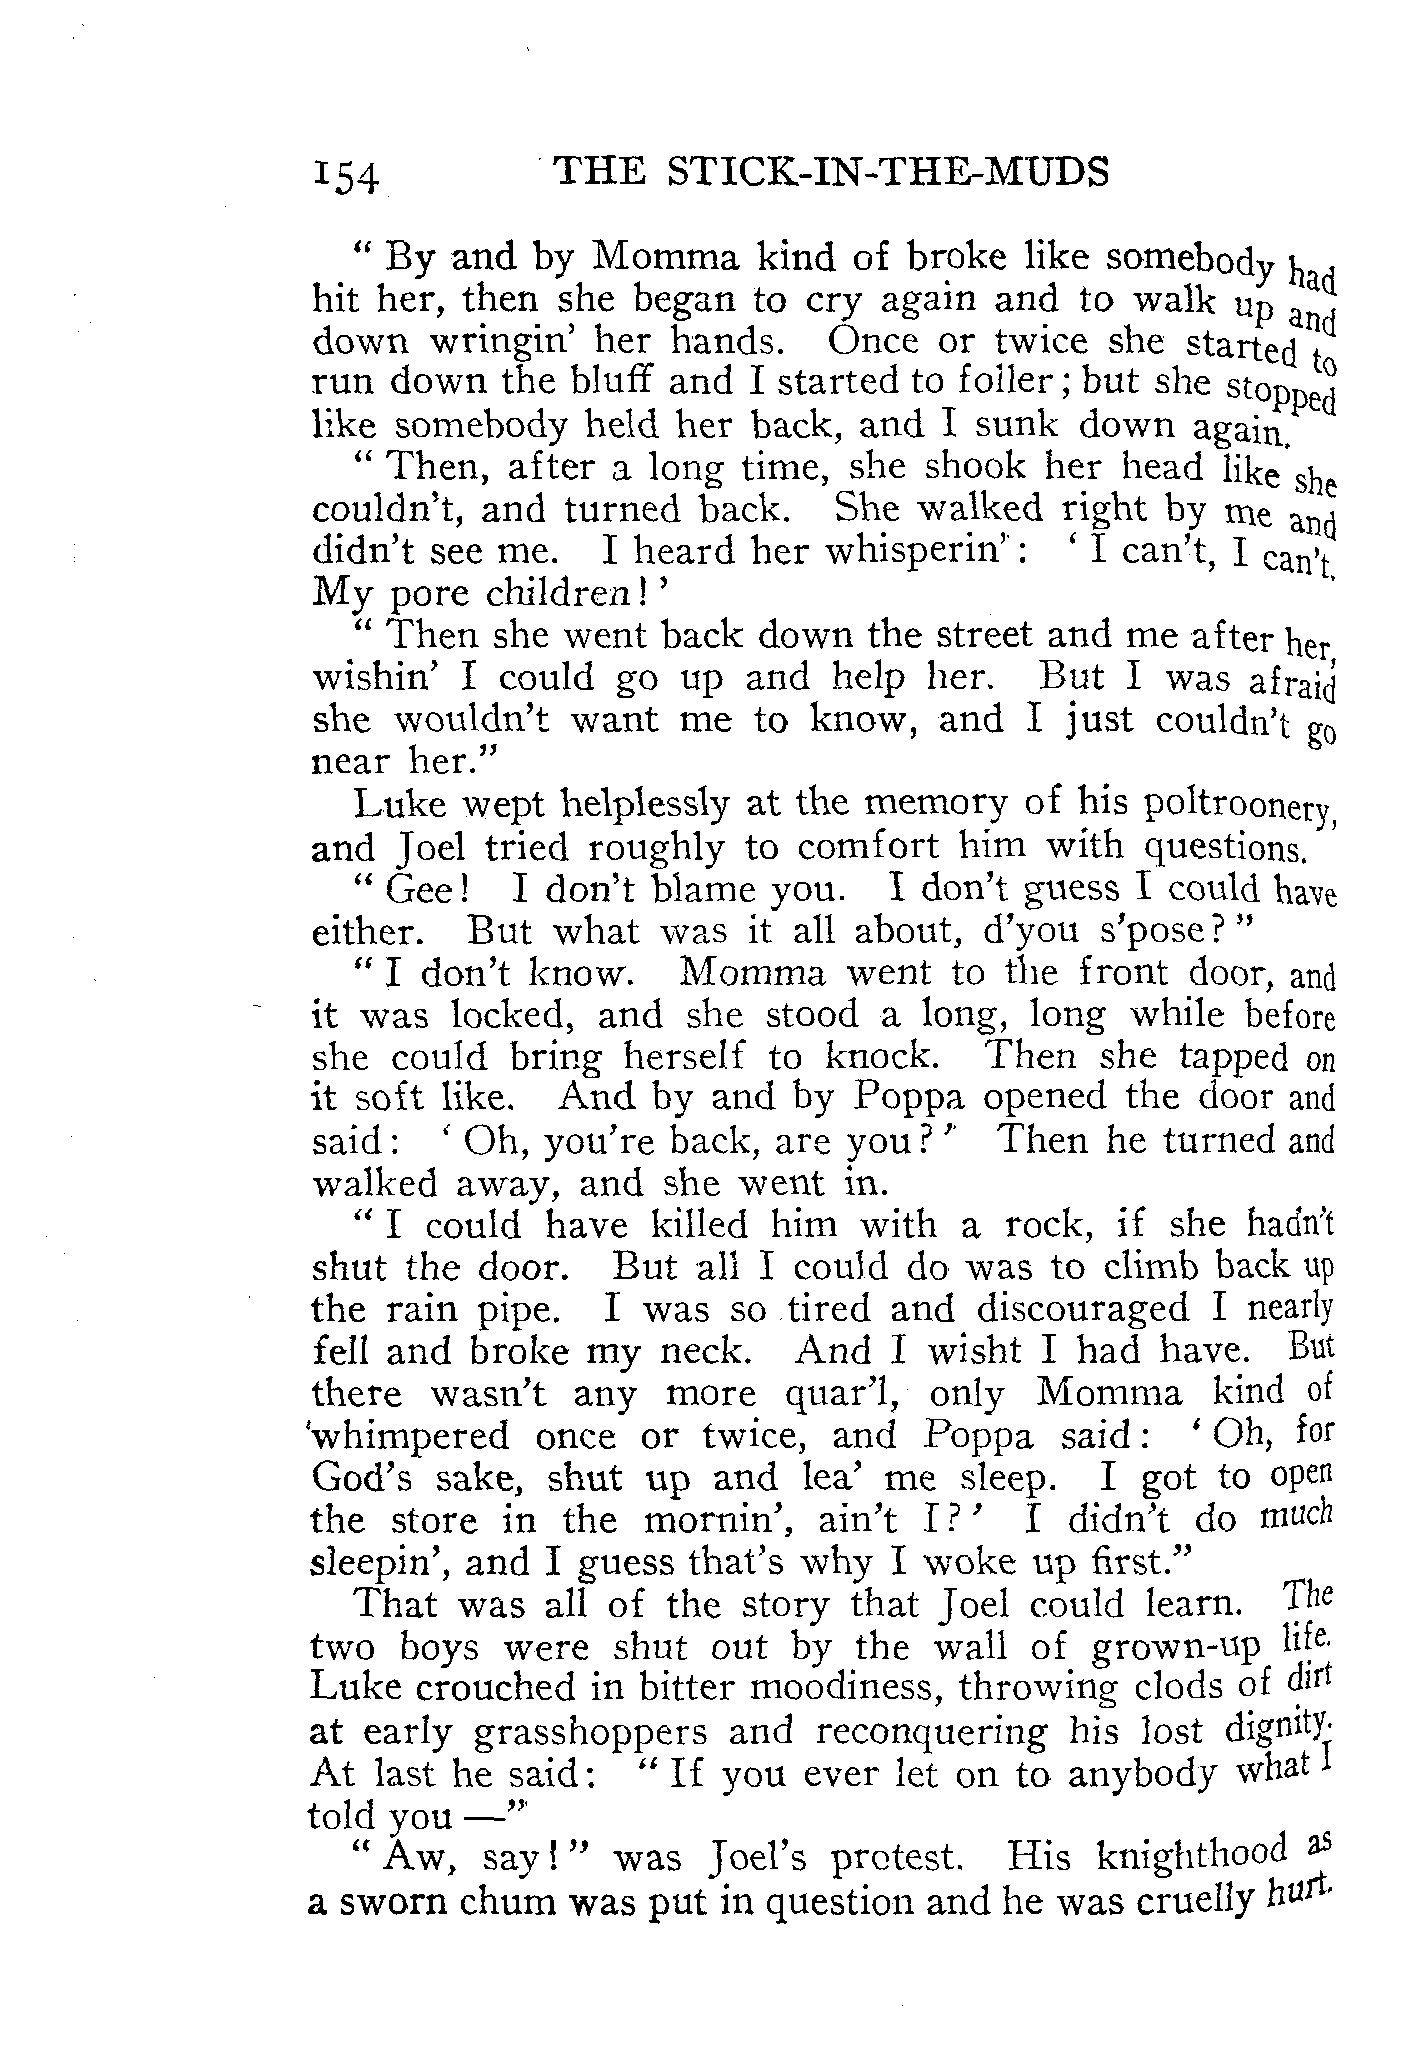 154 THE STICK-IN-THE-MUDS
“ By and by Momma kind of broke like somebody had
hit her, then she began to cry again and to walk up and
down wringin’ her hands. Once or twice she started to
run down the bluff and I started to foller; but she stopped
like somebody held her back, and I sunk down again.
“ Then, after a long time, she shook her head like she
couldn’t, and turned back. She walked right by me and
didn’t see me. I heard her whisperin’: ‘ I can’t, I can’t.
My pore children! ’
“ Then she went back down the street and me after her,
wishin’ I could go up and help her. But I was afraid
she wouldn’t want me to know, and I just couldn’t go
near her.”
Luke wept helplessly at the memory of his poltroonery,
and Joel tried roughly to comfort him with questions.
“ Gee! I don’t blame you. I don’t guess I could have
either. But what was it all about, d’you s’pose? ”
“ I don’t know. Momma went to the front door, and
it was locked, and she stood a long, long while before
she could bring herself to knock. Then she tapped on
it soft like. And by and by Poppa opened the door and
said: ‘ Oh, you’re back, are you? ’ Then he turned and
walked away, and she went in.
“ I could have killed him with a rock, if she hadn’t
shut the door. But all I could do was to climb back up
the rain pipe. I was so tired and discouraged I nearly
fell and broke my neck. And I wisht I had have. But
there wasn’t any more quar’l, only Momma kind of
‘whimpered once or twice, and Poppa said: ‘ Oh, for
God’s sake, shut up and lea’ me sleep. I got to open
the store in the mornin’, ain’t I? ’ I didn’t do much
sleepin’, and I guess that’s why I woke up first.”
That was all of the story that Joel could learn. The
two boys were shut out by the wall of grown-up life.
Luke crouched in bitter moodiness, throwing clods of dirt
at early grasshoppers and reconquering his lost dignity.
At last he said: “ If you ever let on to anybody what I
told you —”
“ Aw, say! ” was Joel’s protest. His knighthood as
a sworn chum was put in question and he was cruelly hurt.